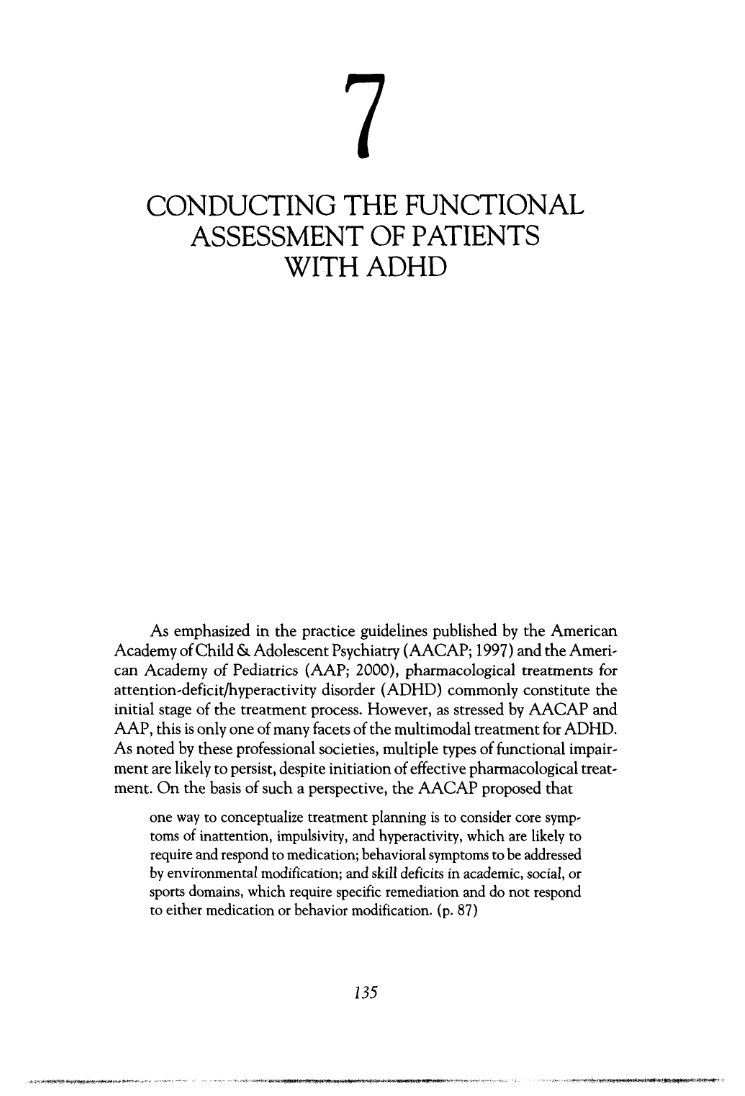 7
CONDUCTING THE FUNCTIONAL
ASSESSMENT OF PATIENTS
WITH ADHD
As emphasized in the practice guidelines published by the American
Academy of Child & Adolescent Psychiatry (AACAP; 1997) and the Ameri-
can Academy of Pediatrics (AAP; 2000), pharmacological treatments for
attention-deficit/hyperactivity disorder (ADHD) commonly constitute the
initial stage of the treatment process. However, as stressed by AACAP and
AAP, this is only one of many facets of the multimodal treatment for ADHD.
As noted by these professional societies, multiple types of functional impair-
ment are likely to persist, despite initiation of effective pharmacological treat-
ment. On the basis of such a perspective, the AACAP proposed that
one way to conceptualize treatment planning is to consider core symp-
toms of inattention, impulsivity, and hyperactivity, which are likely to
require and respond to medication; behavioral symptoms to be addressed
by environmental modification; and skill deficits in academic, social, or
sports domains, which require specific remediation and do not respond
to either medication or behavior modification. (p. 87)
135